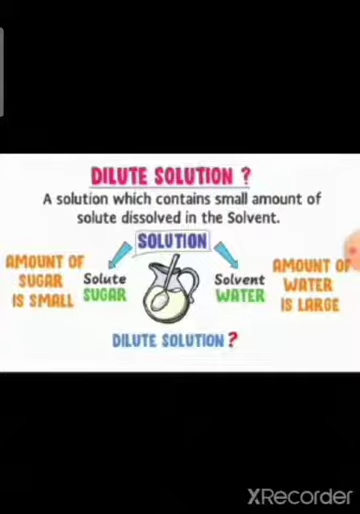 DILUTE SOLUTION ?
A solution which contains small amount of
solute dissolved in the Solvent.
SOLUTION
AMOUNT OF
SUGAR
IS SMALL
Solute
SUGAR
Solvent
WATER
AMOUNT OF
WATER
IS LARGE
DILUTE SOLUTION ?
XRecorder